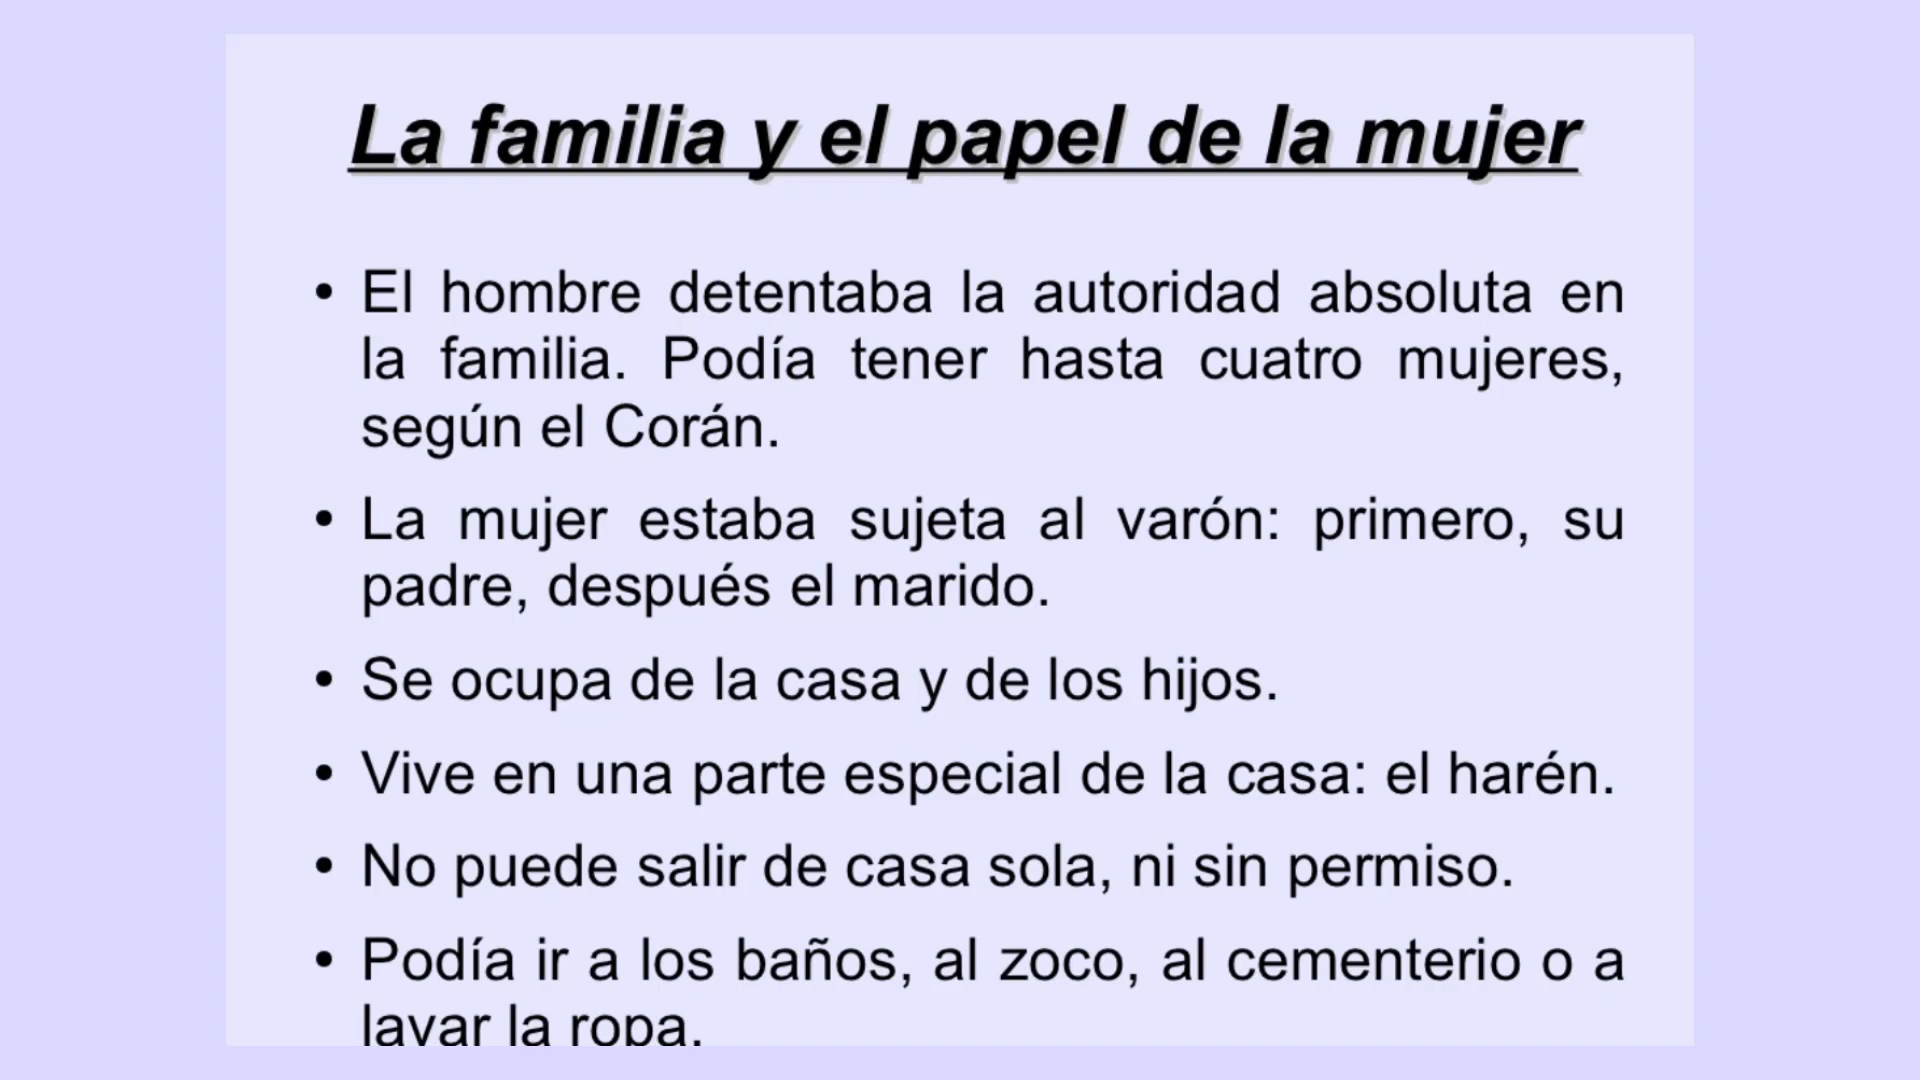 La familia y el papel de la mujer
• El hombre detentaba la autoridad absoluta en
la familia. Podía tener hasta cuatro mujeres,
según el Corán.
• La mujer estaba sujeta al varón: primero, su
padre, después el marido.
• Se ocupa de la casa y de los hijos.
• Vive en una parte especial de la casa: el harén.
• No puede salir de casa sola, ni sin permiso.
• Podía ir a los baños, al zoco, al cementerio o a
lavar la ropa.